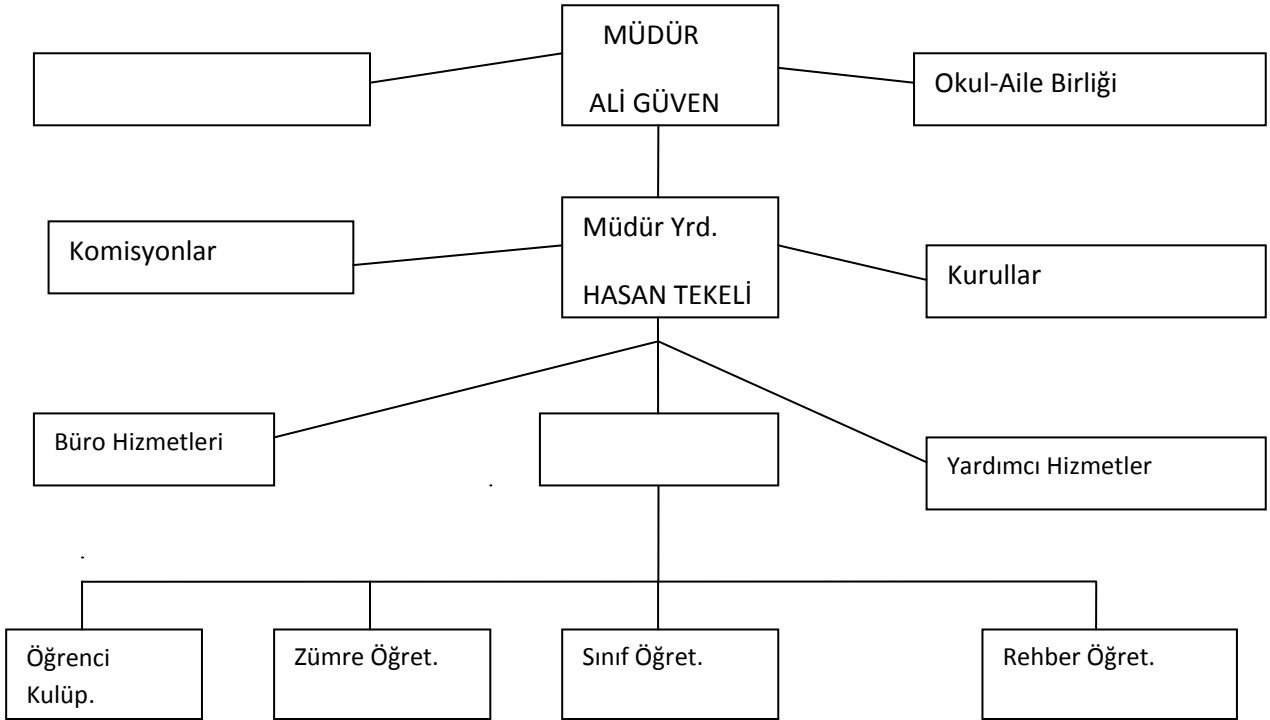 MÜDÜR
ALİ GÜVEN
Okul-Aile Birliği
Komisyonlar
Müdür Yrd.
HASAN TEKELİ
Kurullar
Büro Hizmetleri
Yardımcı Hizmetler
Öğrenci
Kulüp.
Zümre Öğret.
Sınıf Öğret.
Rehber Öğret.